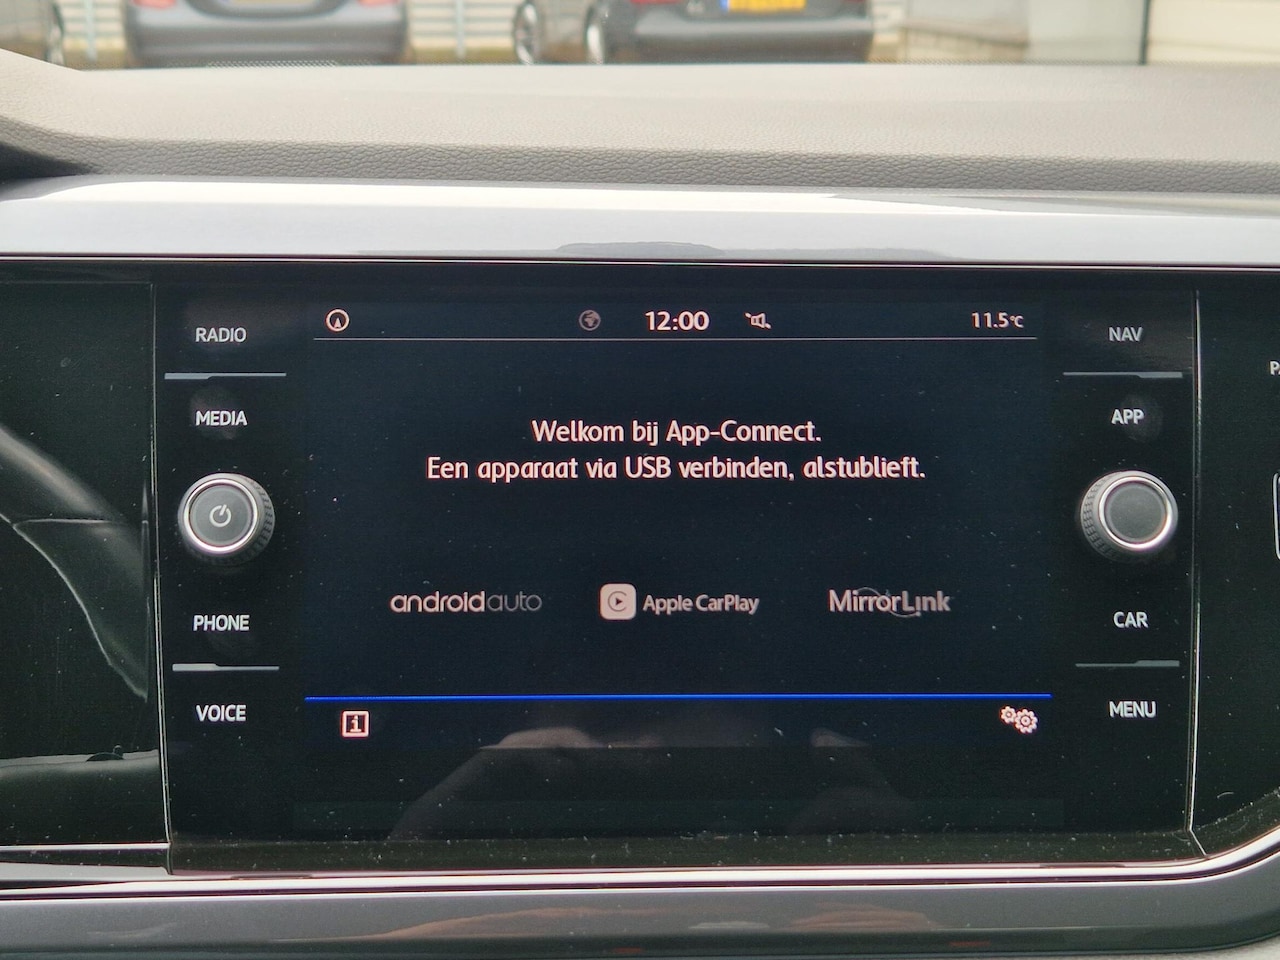 RADIO
MEDIA
PHONE
VOICE
12:00
11.5°C
Welkom bij App-Connect.
Een apparaat via USB verbinden, alstublieft.
androidauto
Apple CarPlay
MirrorLink
NAV
APP
CAR
MENU